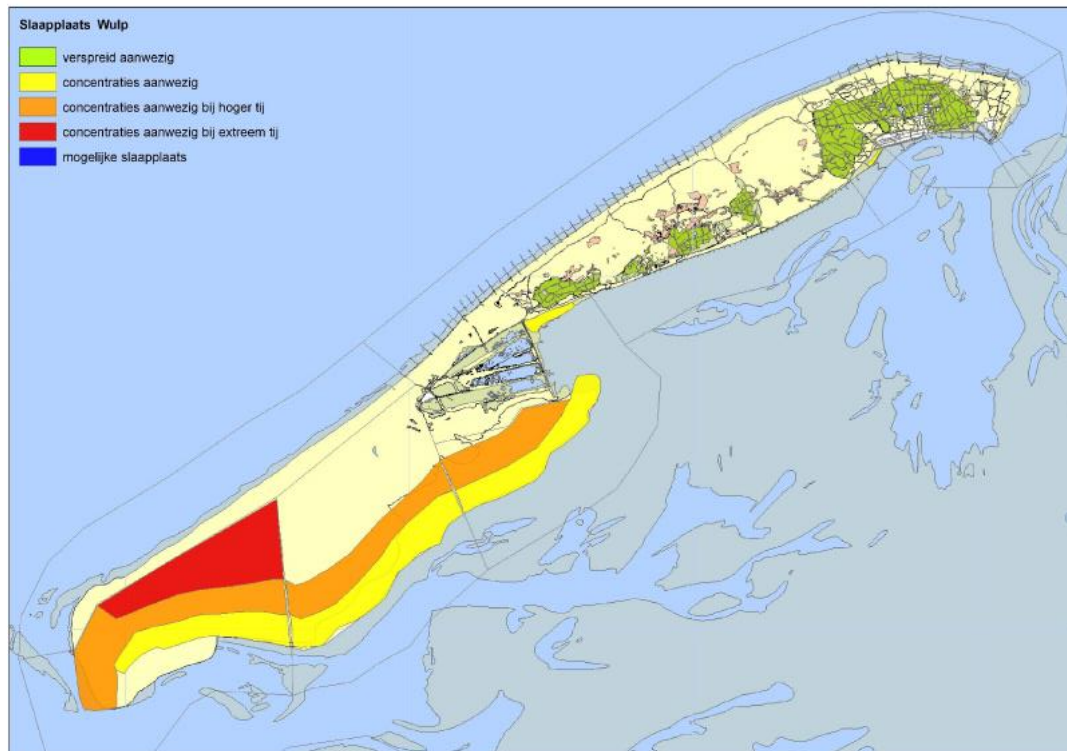 Slaapplaats Wulp
verspreid aanwezig
concentraties aanwezig
concentraties aanwezig bij hoger tij
concentraties aanwezig bij extreem tij
mogelijke slaapplaats